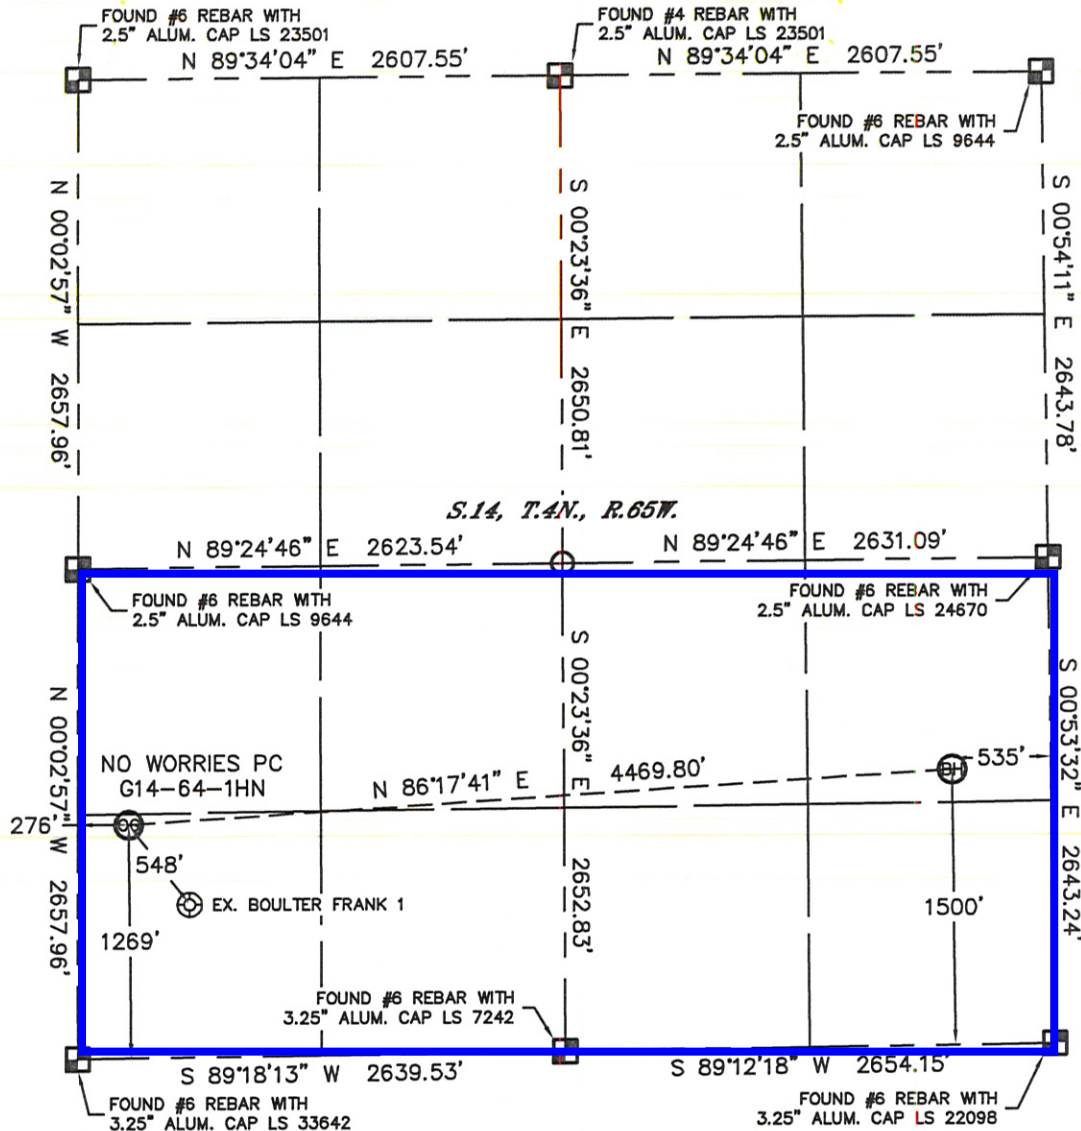 FOUND #6 REBAR WITH
2.5" ALUM. CAP LS 23501
FOUND #4 REBAR WITH
2.5" ALUM. CAP LS 23501
N 89°34'04" E 2607.55'
N 89°34'04" E 2607.55'
FOUND #6 REBAR WITH
2.5" ALUM. CAP LS 9644
N 00°02'57" W 2657.96'
S 00°23'36" E 2650.81'
S 00°54'11" E 2643.78'
S.14, T.4N., R.65W.
N 89°24'46" E 2623.54'
N 89°24'46" E 2631.09'
FOUND #6 REBAR WITH
2.5" ALUM. CAP LS 9644
FOUND #6 REBAR WITH
2.5" ALUM. CAP LS 24670
N 00°02'57" W 2657.96'
S 00°23'36" E 2652.83'
S 00°53'32" E 2643.24'
NO WORRIES PC
G14-64-1HN
N 86°17'41" E 4469.80'
BH
535'
276'
OG
548'
EX. BOULTER FRANK 1
1269'
1500'
FOUND #6 REBAR WITH
3.25" ALUM. CAP LS 7242
S 89°18'13" W 2639.53'
S 89°12'18" W 2654.15'
FOUND #6 REBAR WITH
3.25" ALUM. CAP LS 33642
FOUND #6 REBAR WITH
3.25" ALUM. CAP LS 22098